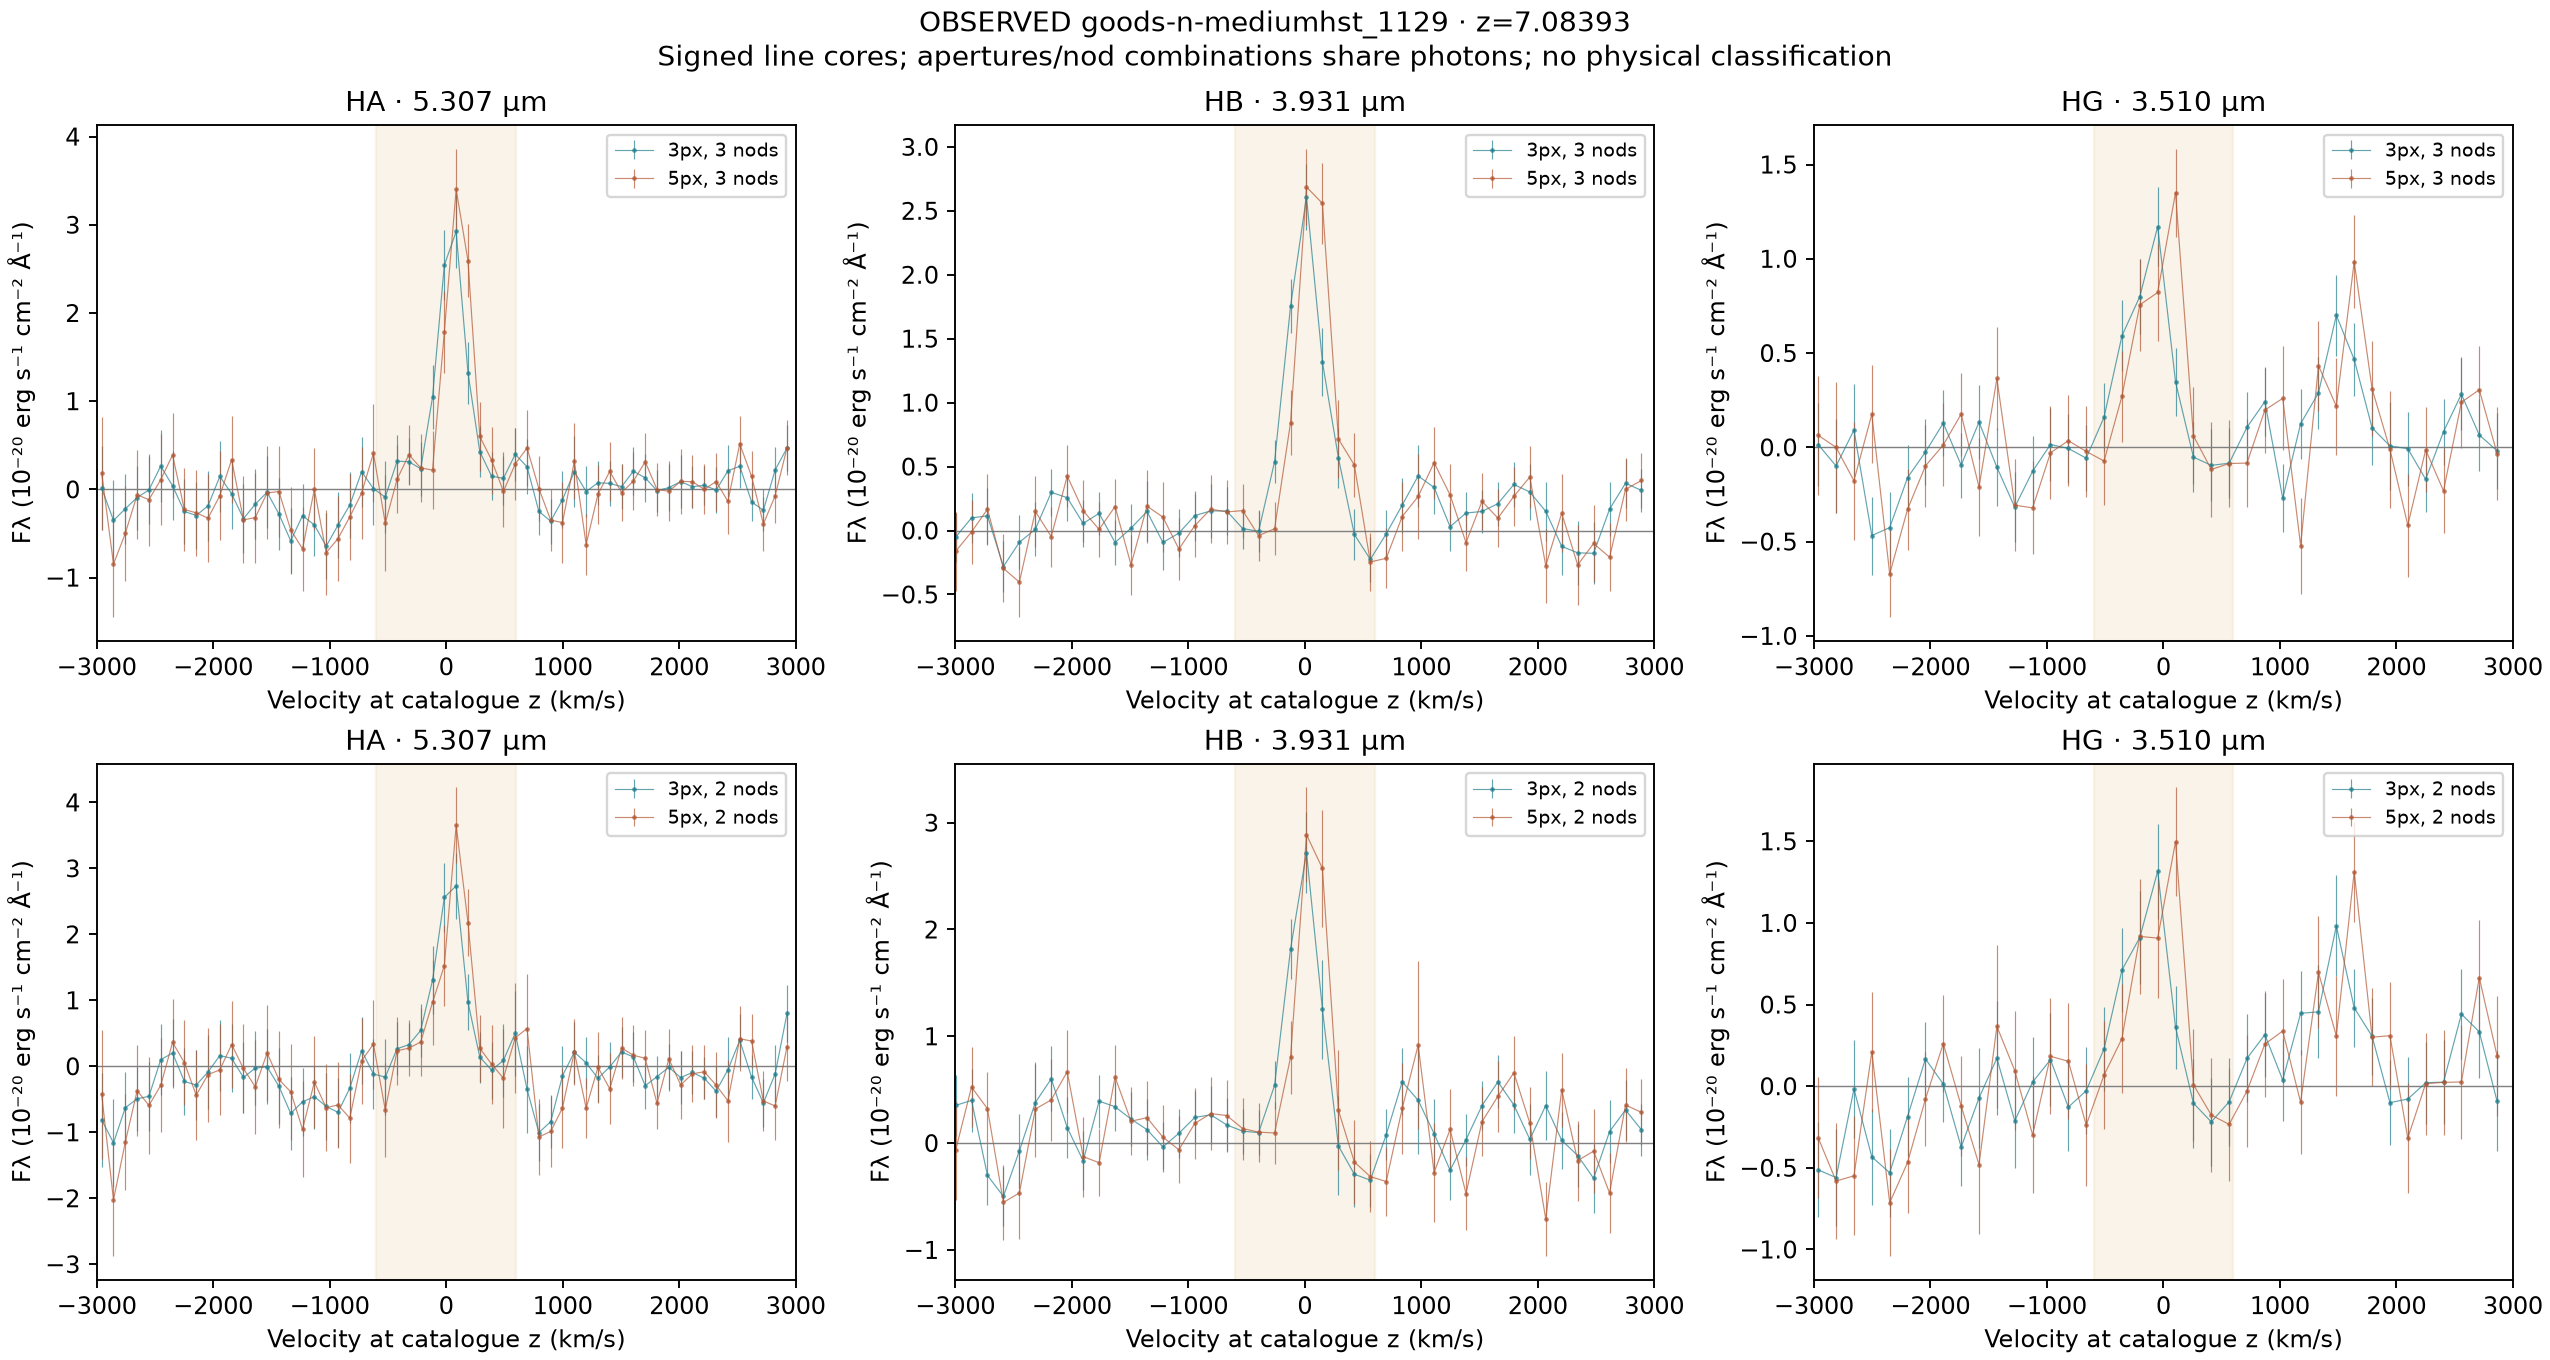 OBSERVED goods-n-mediumhst_1129 · z=7.08393
Signed line cores; apertures/nod combinations share photons; no physical classification
HA · 5.307 µm
4
3
2
1
0
−1
Fλ (10⁻²⁰ erg s⁻¹ cm⁻² Å⁻¹)
3px, 3 nods
5px, 3 nods
−3000 −2000 −1000 0 1000 2000 3000
Velocity at catalogue z (km/s)
HB · 3.931 µm
3.0
2.5
2.0
1.5
1.0
0.5
0.0
−0.5
Fλ (10⁻²⁰ erg s⁻¹ cm⁻² Å⁻¹)
3px, 3 nods
5px, 3 nods
−3000 −2000 −1000 0 1000 2000 3000
Velocity at catalogue z (km/s)
HG · 3.510 µm
1.5
1.0
0.5
0.0
−0.5
−1.0
Fλ (10⁻²⁰ erg s⁻¹ cm⁻² Å⁻¹)
3px, 3 nods
5px, 3 nods
−3000 −2000 −1000 0 1000 2000 3000
Velocity at catalogue z (km/s)
HA · 5.307 µm
4
3
2
1
0
−1
−2
−3
Fλ (10⁻²⁰ erg s⁻¹ cm⁻² Å⁻¹)
3px, 2 nods
5px, 2 nods
−3000 −2000 −1000 0 1000 2000 3000
Velocity at catalogue z (km/s)
HB · 3.931 µm
3
2
1
0
−1
Fλ (10⁻²⁰ erg s⁻¹ cm⁻² Å⁻¹)
3px, 2 nods
5px, 2 nods
−3000 −2000 −1000 0 1000 2000 3000
Velocity at catalogue z (km/s)
HG · 3.510 µm
1.5
1.0
0.5
0.0
−0.5
−1.0
Fλ (10⁻²⁰ erg s⁻¹ cm⁻² Å⁻¹)
3px, 2 nods
5px, 2 nods
−3000 −2000 −1000 0 1000 2000 3000
Velocity at catalogue z (km/s)